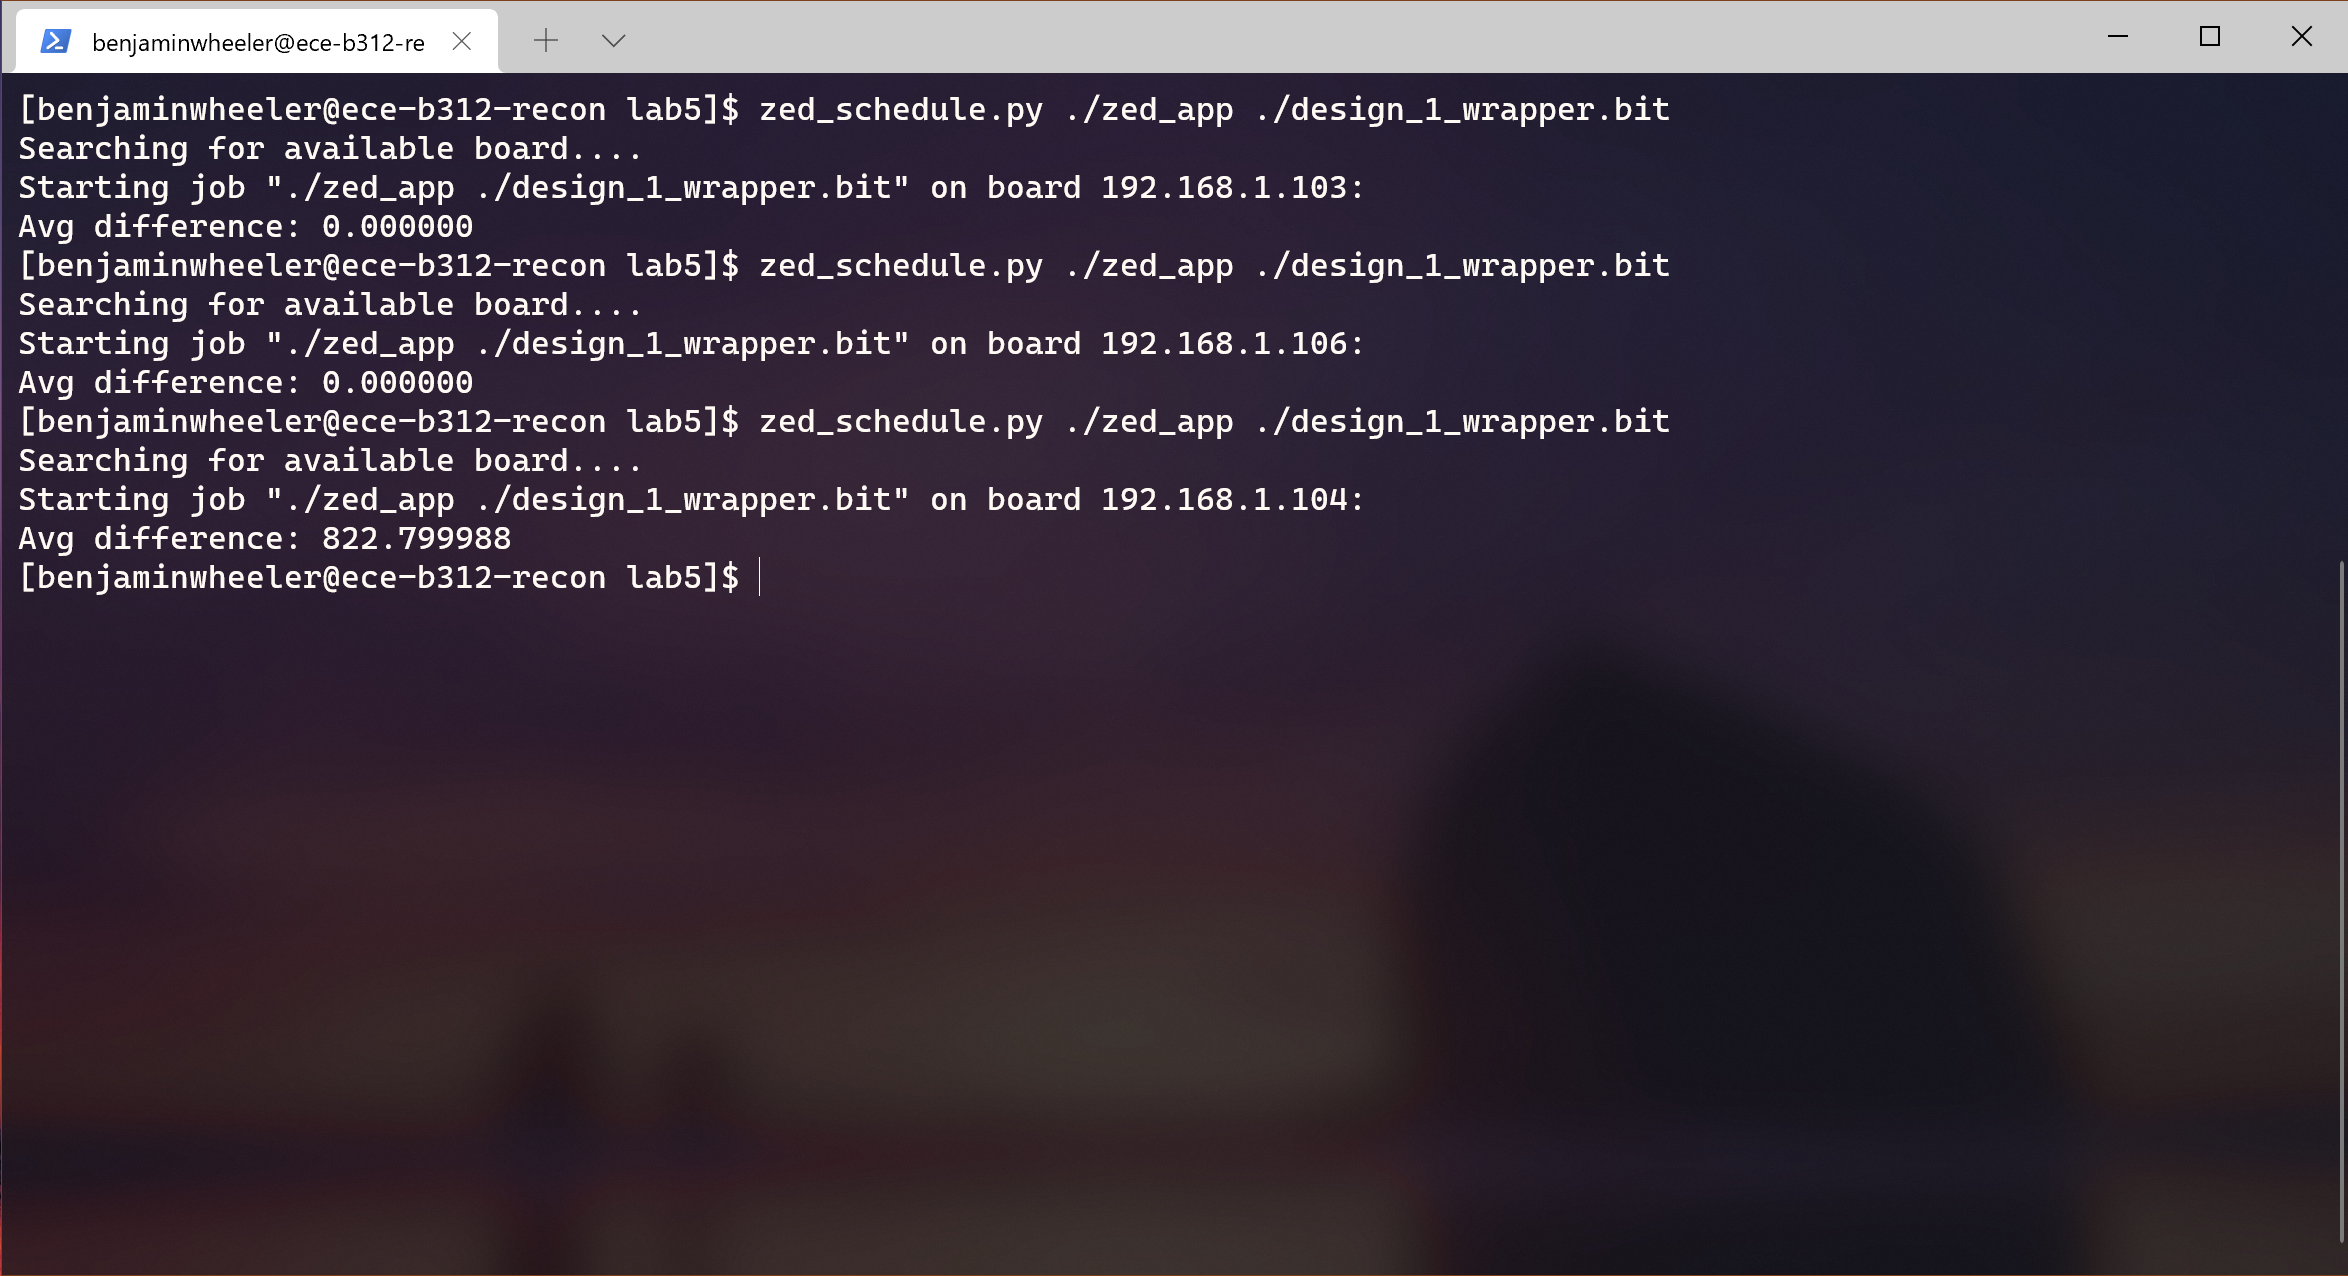 benjaminwheeler@ece-b312-re
[benjaminwheeler@ece-b312-recon lab5]$ zed_schedule.py ./zed_app ./design_1_wrapper.bit
Searching for available board....
Starting job "./zed_app ./design_1_wrapper.bit" on board 192.168.1.103:
Avg difference: 0.000000
[benjaminwheeler@ece-b312-recon lab5]$ zed_schedule.py ./zed_app ./design_1_wrapper.bit
Searching for available board....
Starting job "./zed_app ./design_1_wrapper.bit" on board 192.168.1.106:
Avg difference: 0.000000
[benjaminwheeler@ece-b312-recon lab5]$ zed_schedule.py ./zed_app ./design_1_wrapper.bit
Searching for available board....
Starting job "./zed_app ./design_1_wrapper.bit" on board 192.168.1.104:
Avg difference: 822.799988
[benjaminwheeler@ece-b312-recon lab5]$